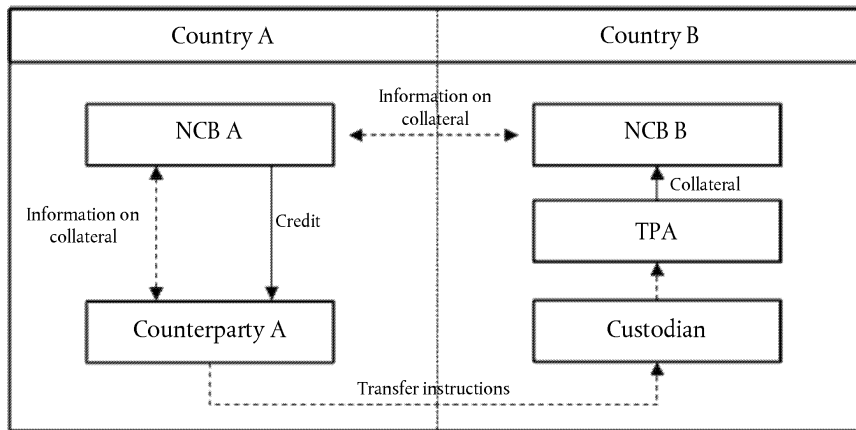 Country A
Country B
Information on
collateral
NCB A
NCB B
Collateral
Information on
collateral
Credit
TPA
Counterparty A
Custodian
Transfer instructions